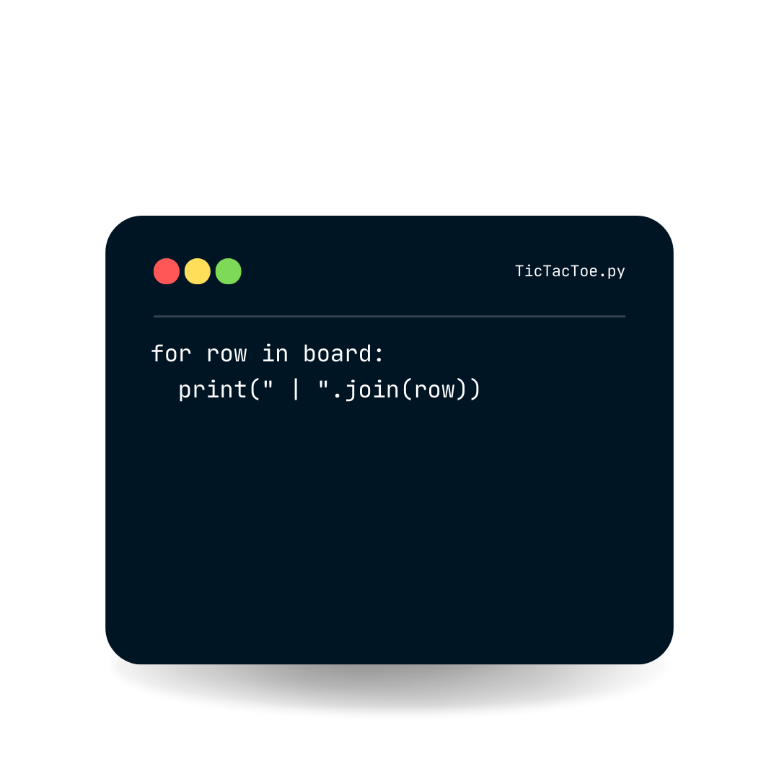 TicTacToe.py
for row in board:
  print(" | ".join(row))